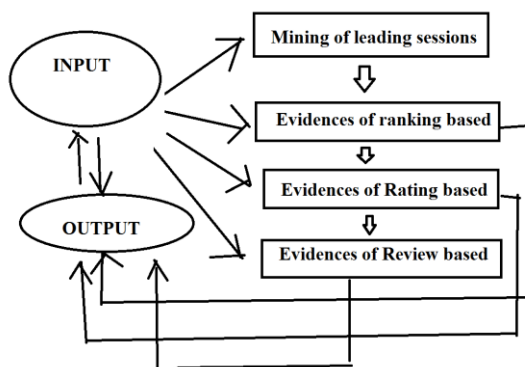 INPUT
Mining of leading sessions
Evidences of ranking based
Evidences of Rating based
OUTPUT
Evidences of Review based